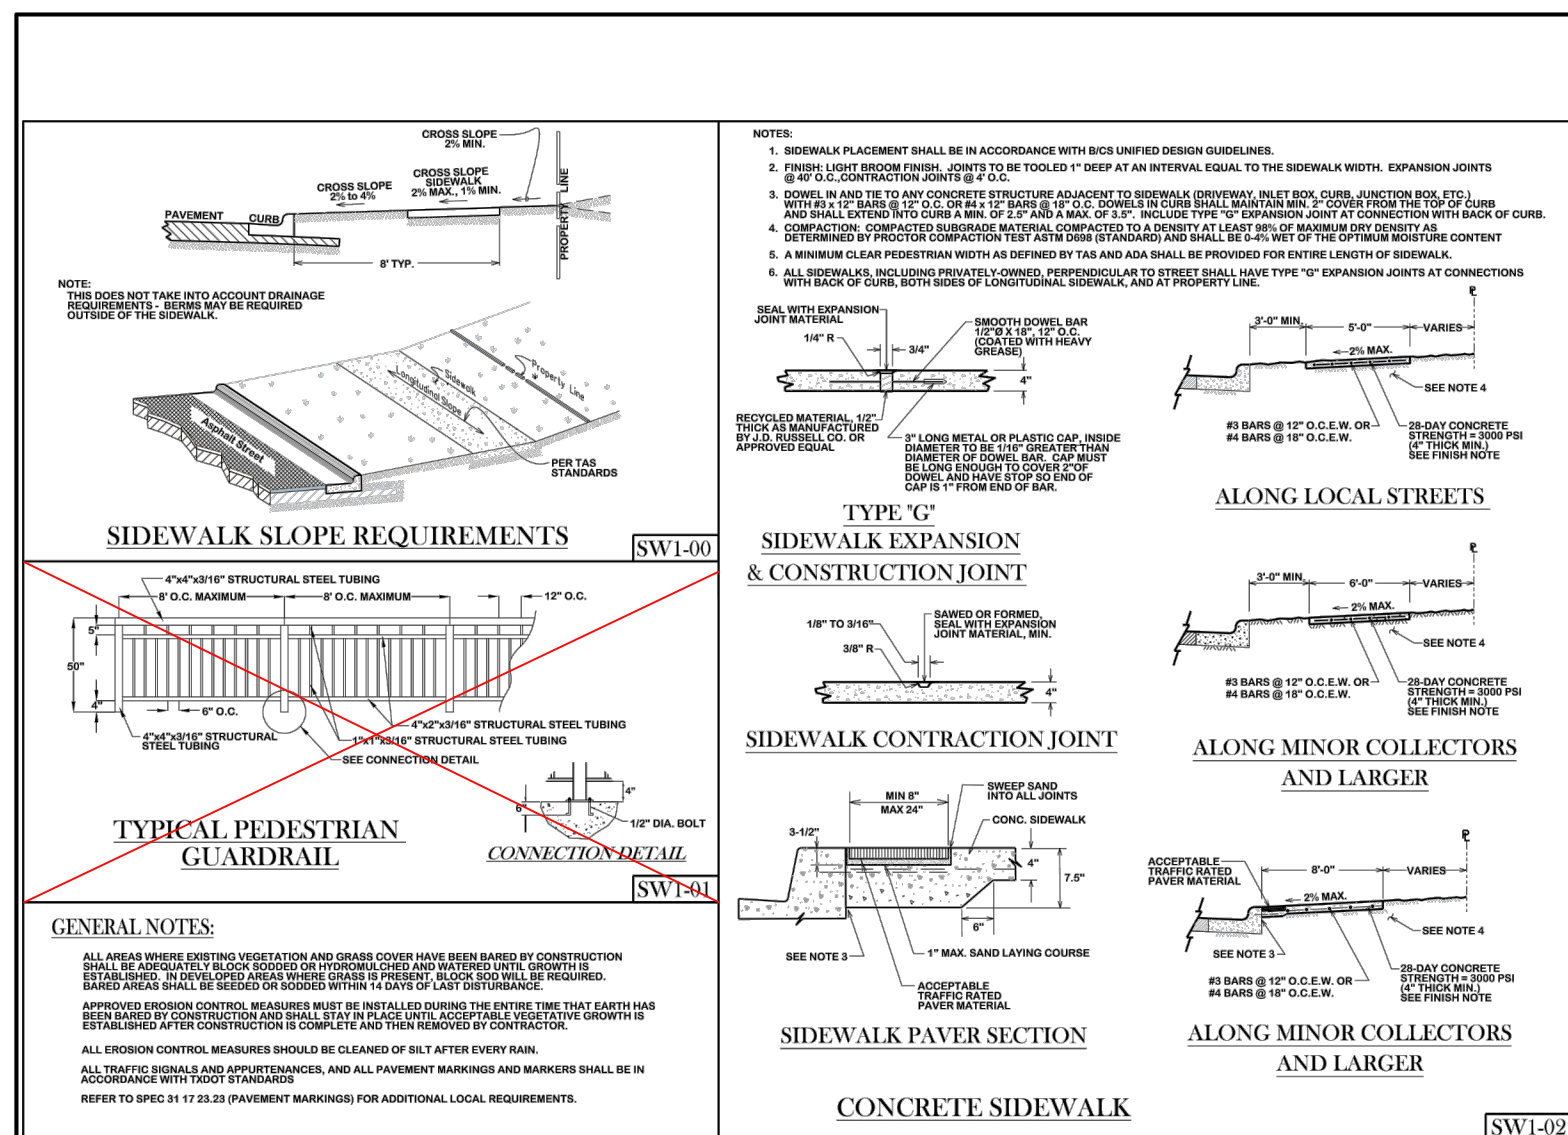 CROSS SLOPE
2% MIN.
CROSS SLOPE
SIDEWALK
2% MAX., 1% MIN.
CROSS SLOPE
2% to 4%
PAVEMENT
CURB
PROPERTY LINE
8' TYP.
NOTE:
THIS DOES NOT TAKE INTO ACCOUNT DRAINAGE
REQUIREMENTS - BERMS MAY BE REQUIRED
OUTSIDE OF THE SIDEWALK.
Property Line
Sidewalk
Longitudinal Slope
Asphalt Street
PER TAS
STANDARDS
SIDEWALK SLOPE REQUIREMENTS
SW1-00
4"x4"x3/16" STRUCTURAL STEEL TUBING
8' O.C. MAXIMUM
8' O.C. MAXIMUM
12" O.C.
5"
50"
4"
6" O.C.
4"x4"x3/16" STRUCTURAL
STEEL TUBING
4"x2"x3/16" STRUCTURAL STEEL TUBING
1"x1"x3/16" STRUCTURAL STEEL TUBING
SEE CONNECTION DETAIL
4"
6"
1/2" DIA. BOLT
TYPICAL PEDESTRIAN
GUARDRAIL
CONNECTION DETAIL
SW1-01
GENERAL NOTES:
ALL AREAS WHERE EXISTING VEGETATION AND GRASS COVER HAVE BEEN BARED BY CONSTRUCTION
SHALL BE ADEQUATELY BLOCK SODDED OR HYDROMULCHED AND WATERED UNTIL GROWTH IS
ESTABLISHED. IN DEVELOPED AREAS WHERE GRASS IS PRESENT, BLOCK SOD WILL BE REQUIRED.
BARED AREAS SHALL BE SEEDED OR SODDED WITHIN 14 DAYS OF LAST DISTURBANCE.
APPROVED EROSION CONTROL MEASURES MUST BE INSTALLED DURING THE ENTIRE TIME THAT EARTH HAS
BEEN BARED BY CONSTRUCTION AND SHALL STAY IN PLACE UNTIL ACCEPTABLE VEGETATIVE GROWTH IS
ESTABLISHED AFTER CONSTRUCTION IS COMPLETE AND THEN REMOVED BY CONTRACTOR.
ALL EROSION CONTROL MEASURES SHOULD BE CLEANED OF SILT AFTER EVERY RAIN.
ALL TRAFFIC SIGNALS AND APPURTENANCES, AND ALL PAVEMENT MARKINGS AND MARKERS SHALL BE IN
ACCORDANCE WITH TXDOT STANDARDS
REFER TO SPEC 31 17 23.23 (PAVEMENT MARKINGS) FOR ADDITIONAL LOCAL REQUIREMENTS.
NOTES:
1. SIDEWALK PLACEMENT SHALL BE IN ACCORDANCE WITH B/CS UNIFIED DESIGN GUIDELINES.
2. FINISH: LIGHT BROOM FINISH. JOINTS TO BE TOOLED 1" DEEP AT AN INTERVAL EQUAL TO THE SIDEWALK WIDTH. EXPANSION JOINTS
@ 40' O.C.,CONTRACTION JOINTS @ 4' O.C.
3. DOWEL IN AND TIE TO ANY CONCRETE STRUCTURE ADJACENT TO SIDEWALK (DRIVEWAY, INLET BOX, CURB, JUNCTION BOX, ETC.)
WITH #3 x 12" BARS @ 12" O.C. OR #4 x 12" BARS @ 18" O.C. DOWELS IN CURB SHALL MAINTAIN MIN. 2" COVER FROM THE TOP OF CURB
AND SHALL EXTEND INTO CURB A MIN. OF 2.5" AND A MAX. OF 3.5". INCLUDE TYPE "G" EXPANSION JOINT AT CONNECTION WITH BACK OF CURB.
4. COMPACTION: COMPACTED SUBGRADE MATERIAL COMPACTED TO A DENSITY AT LEAST 98% OF MAXIMUM DRY DENSITY AS
DETERMINED BY PROCTOR COMPACTION TEST ASTM D698 (STANDARD) AND SHALL BE 0-4% WET OF THE OPTIMUM MOISTURE CONTENT
5. A MINIMUM CLEAR PEDESTRIAN WIDTH AS DEFINED BY TAS AND ADA SHALL BE PROVIDED FOR ENTIRE LENGTH OF SIDEWALK.
6. ALL SIDEWALKS, INCLUDING PRIVATELY-OWNED, PERPENDICULAR TO STREET SHALL HAVE TYPE "G" EXPANSION JOINTS AT CONNECTIONS
WITH BACK OF CURB, BOTH SIDES OF LONGITUDINAL SIDEWALK, AND AT PROPERTY LINE.
SEAL WITH EXPANSION
JOINT MATERIAL
1/4" R
3/4"
SMOOTH DOWEL BAR
1/2"Ø X 18", 12" O.C.
(COATED WITH HEAVY
GREASE)
4"
RECYCLED MATERIAL, 1/2"
THICK AS MANUFACTURED
BY J.D. RUSSELL CO. OR
APPROVED EQUAL
3" LONG METAL OR PLASTIC CAP, INSIDE
DIAMETER TO BE 1/16" GREATER THAN
DIAMETER OF DOWEL BAR. CAP MUST
BE LONG ENOUGH TO COVER 2"OF
DOWEL AND HAVE STOP SO END OF
CAP IS 1" FROM END OF BAR.
TYPE "G"
SIDEWALK EXPANSION
& CONSTRUCTION JOINT
1/8" TO 3/16"
3/8" R
SAWED OR FORMED,
SEAL WITH EXPANSION
JOINT MATERIAL, MIN.
4"
SIDEWALK CONTRACTION JOINT
MIN 8"
MAX 24"
SWEEP SAND
INTO ALL JOINTS
CONC. SIDEWALK
3-1/2"
4"
7.5"
6"
SEE NOTE 3
1" MAX. SAND LAYING COURSE
ACCEPTABLE
TRAFFIC RATED
PAVER MATERIAL
SIDEWALK PAVER SECTION
℄
3'-0" MIN.
5'-0"
VARIES
2% MAX.
SEE NOTE 4
#3 BARS @ 12" O.C.E.W. OR
#4 BARS @ 18" O.C.E.W.
28-DAY CONCRETE
STRENGTH = 3000 PSI
(4" THICK MIN.)
SEE FINISH NOTE
ALONG LOCAL STREETS
℄
3'-0" MIN.
6'-0"
VARIES
2% MAX.
SEE NOTE 4
#3 BARS @ 12" O.C.E.W. OR
#4 BARS @ 18" O.C.E.W.
28-DAY CONCRETE
STRENGTH = 3000 PSI
(4" THICK MIN.)
SEE FINISH NOTE
ALONG MINOR COLLECTORS
AND LARGER
℄
ACCEPTABLE
TRAFFIC RATED
PAVER MATERIAL
8'-0"
VARIES
2% MAX.
SEE NOTE 4
SEE NOTE 3
#3 BARS @ 12" O.C.E.W. OR
#4 BARS @ 18" O.C.E.W.
28-DAY CONCRETE
STRENGTH = 3000 PSI
(4" THICK MIN.)
SEE FINISH NOTE
ALONG MINOR COLLECTORS
AND LARGER
CONCRETE SIDEWALK
SW1-02